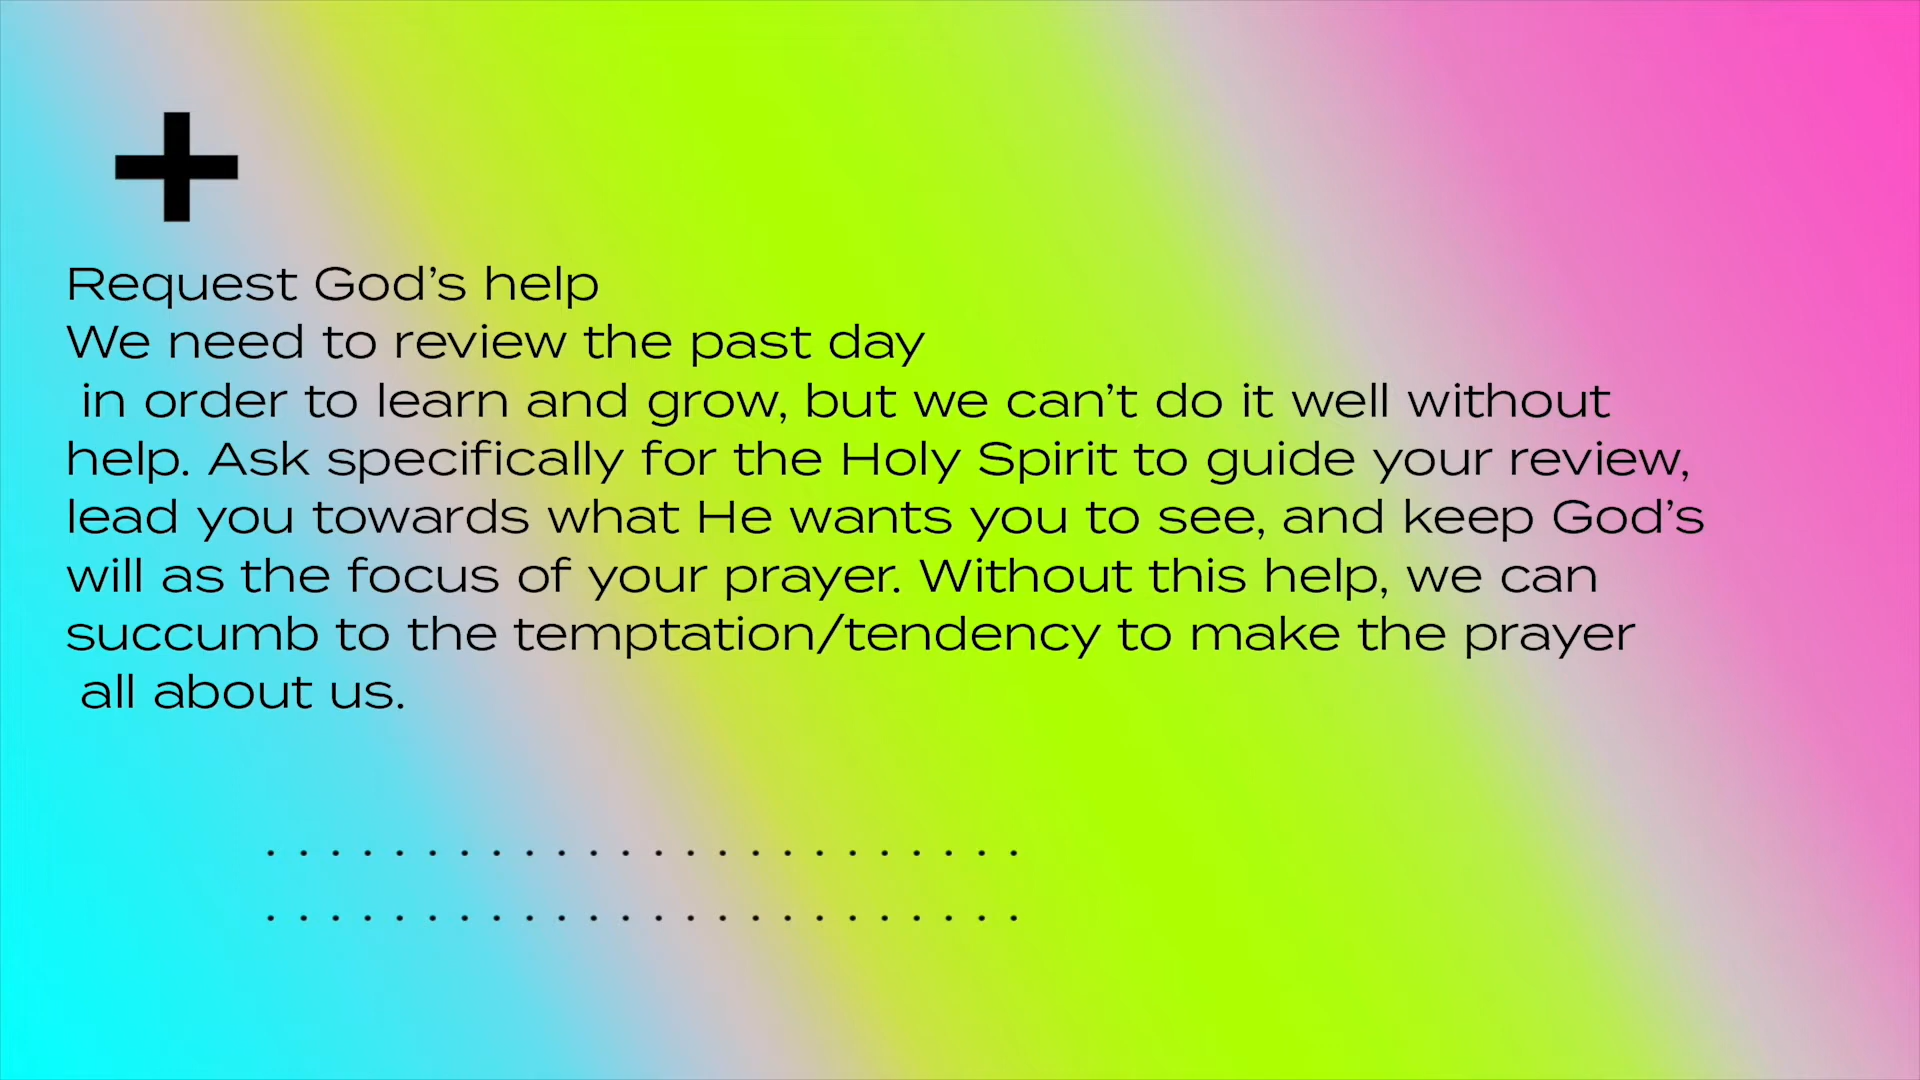 Request God’s help
We need to review the past day
in order to learn and grow, but we can’t do it well without
help. Ask specifically for the Holy Spirit to guide your review,
lead you towards what He wants you to see, and keep God’s
will as the focus of your prayer. Without this help, we can
succumb to the temptation/tendency to make the prayer
all about us.